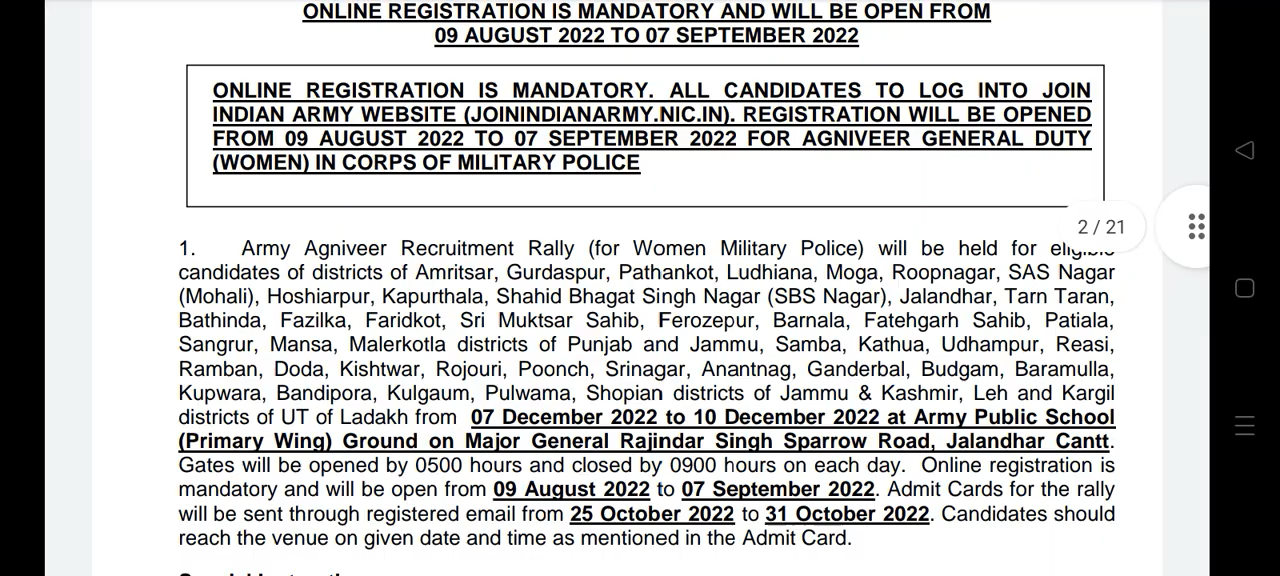 ONLINE REGISTRATION IS MANDATORY AND WILL BE OPEN FROM
09 AUGUST 2022 TO 07 SEPTEMBER 2022
ONLINE REGISTRATION IS MANDATORY. ALL CANDIDATES TO LOG INTO JOIN
INDIAN ARMY WEBSITE (JOININDIANARMY.NIC.IN). REGISTRATION WILL BE OPENED
FROM 09 AUGUST 2022 TO 07 SEPTEMBER 2022 FOR AGNIVEER GENERAL DUTY
(WOMEN) IN CORPS OF MILITARY POLICE
2 / 21
1. Army Agniveer Recruitment Rally (for Women Military Police) will be held for eligible
candidates of districts of Amritsar, Gurdaspur, Pathankot, Ludhiana, Moga, Roopnagar, SAS Nagar
(Mohali), Hoshiarpur, Kapurthala, Shahid Bhagat Singh Nagar (SBS Nagar), Jalandhar, Tarn Taran,
Bathinda, Fazilka, Faridkot, Sri Muktsar Sahib, Ferozepur, Barnala, Fatehgarh Sahib, Patiala,
Sangrur, Mansa, Malerkotla districts of Punjab and Jammu, Samba, Kathua, Udhampur, Reasi,
Ramban, Doda, Kishtwar, Rojouri, Poonch, Srinagar, Anantnag, Ganderbal, Budgam, Baramulla,
Kupwara, Bandipora, Kulgaum, Pulwama, Shopian districts of Jammu & Kashmir, Leh and Kargil
districts of UT of Ladakh from 07 December 2022 to 10 December 2022 at Army Public School
(Primary Wing) Ground on Major General Rajindar Singh Sparrow Road, Jalandhar Cantt.
Gates will be opened by 0500 hours and closed by 0900 hours on each day. Online registration is
mandatory and will be open from 09 August 2022 to 07 September 2022. Admit Cards for the rally
will be sent through registered email from 25 October 2022 to 31 October 2022. Candidates should
reach the venue on given date and time as mentioned in the Admit Card.